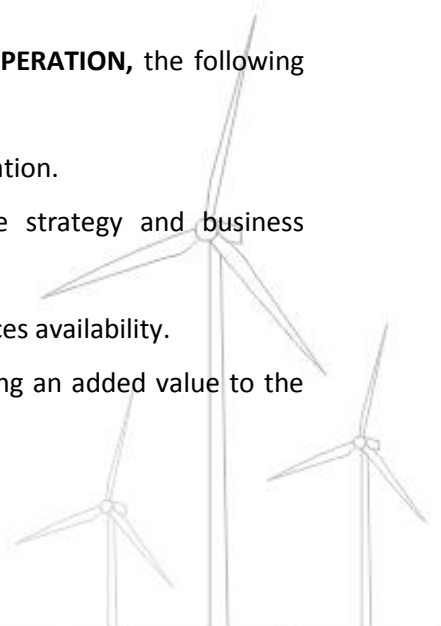 PERATION, the following
ation.
e strategy and business
ces availability.
ng an added value to the